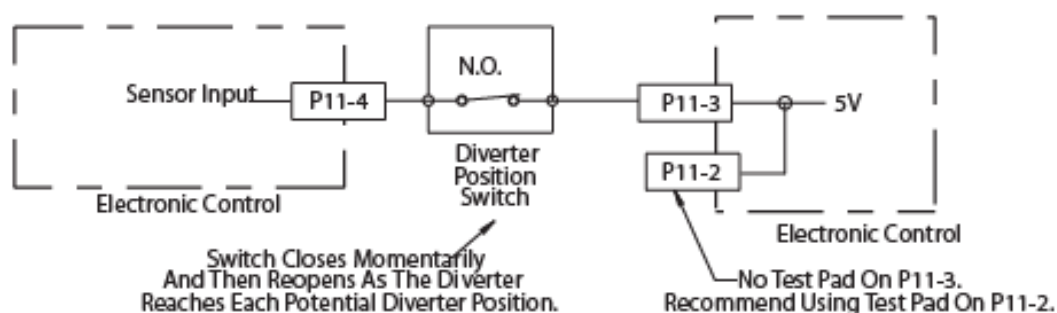 N.O.
Sensor Input
P11-4
P11-3
5V
Diverter
Position
Switch
P11-2
Electronic Control
Electronic Control
Switch Closes Momentarily
And Then Reopens As The Diverter
Reaches Each Potential Diverter Position.
No Test Pad On P11-3.
Recommend Using Test Pad On P11-2.